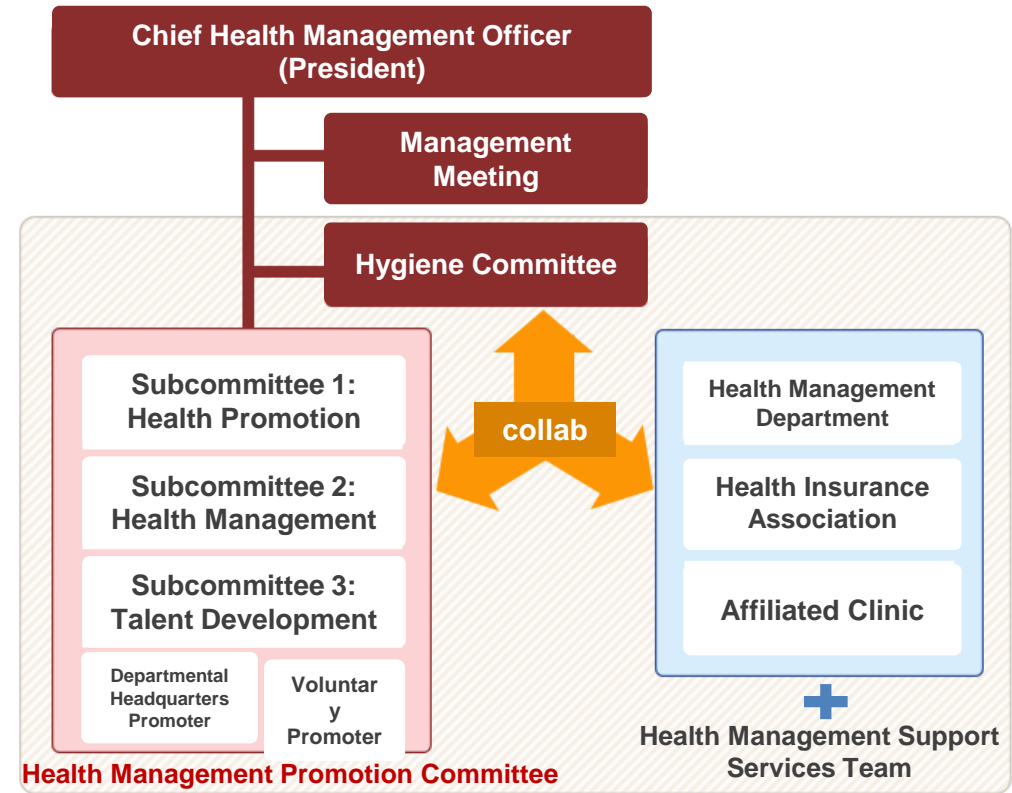 Chief Health Management Officer
(President)
Management
Meeting
Hygiene Committee
collab
Subcommittee 1:
Health Promotion
Subcommittee 2:
Health Management
Subcommittee 3:
Talent Development
Departmental
Headquarters
Promoter
Voluntar
y
Promoter
Health Management Promotion Committee
Health Management
Department
Health Insurance
Association
Affiliated Clinic
Health Management Support
Services Team